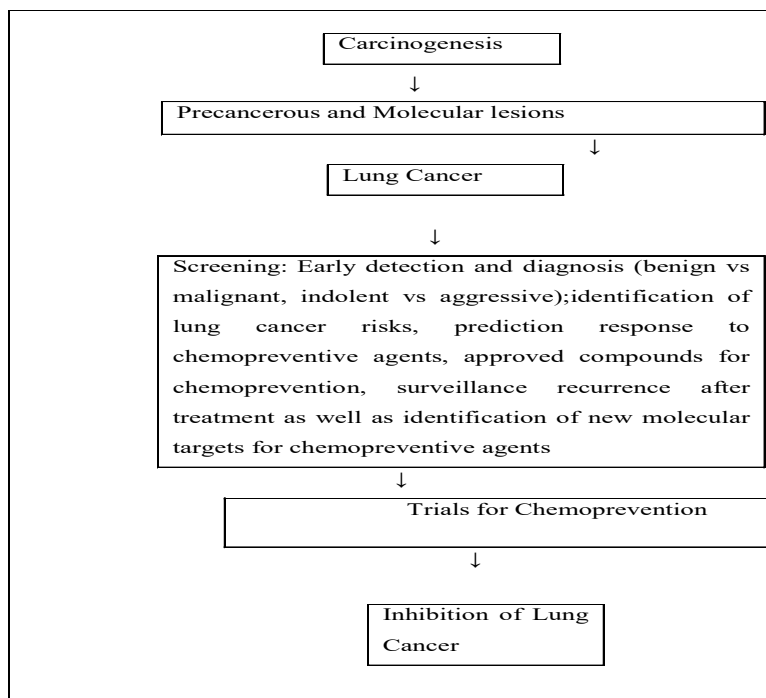 Carcinogenesis
↓
Precancerous and Molecular lesions
↓
Lung Cancer
↓
Screening: Early detection and diagnosis (benign vs
malignant, indolent vs aggressive);identification of
lung cancer risks, prediction response to
chemopreventive agents, approved compounds for
chemoprevention, surveillance recurrence after
treatment as well as identification of new molecular
targets for chemopreventive agents
↓
Trials for Chemoprevention
↓
Inhibition of Lung
Cancer